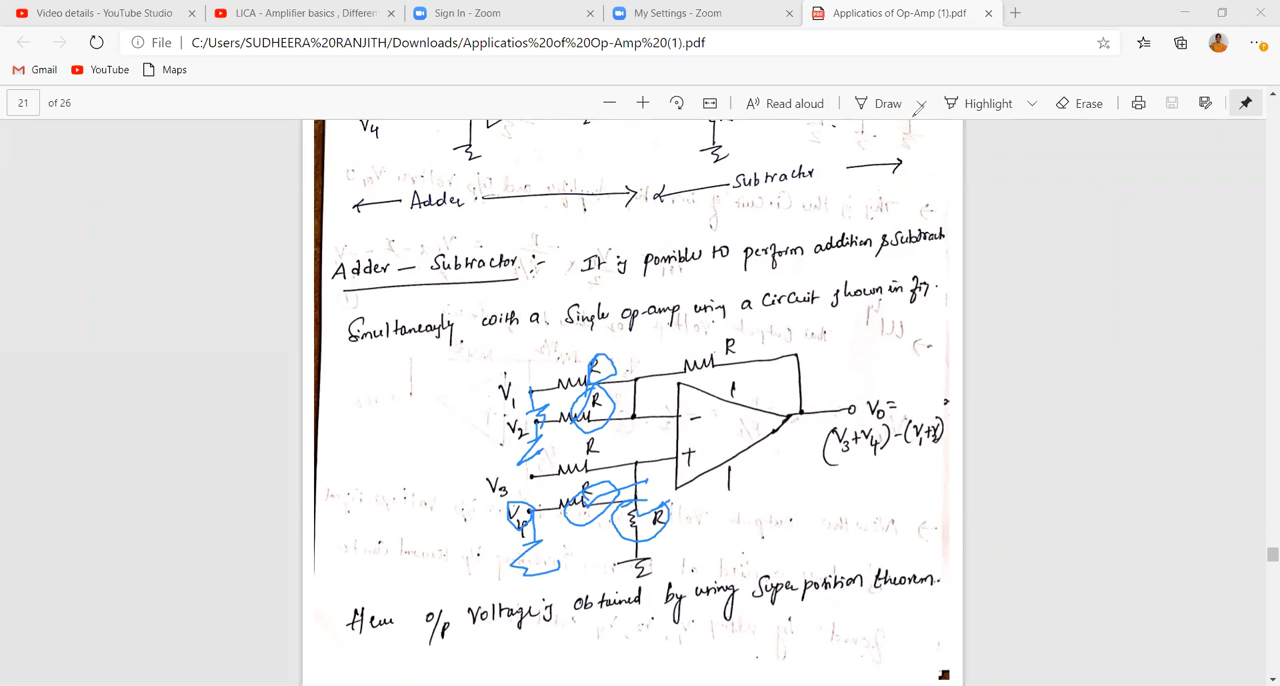 Video details - YouTube Studio
LICA - Amplifier basics , Differen
Sign In - Zoom
My Settings - Zoom
Applicatios of Op-Amp (1).pdf
File
C:/Users/SUDHEERA%20RANJITH/Downloads/Applicatios%20of%20Op-Amp%20(1).pdf
Gmail
YouTube
Maps
21 of 26
Read aloud
Draw
Highlight
Erase
V4
Adder
Subtractor
Adder - Subtractor :- It is possible to perform addition & Subtract
Simultaneously with a Single op-amp using a circuit shown in fig.
R
R
V1
R
V2
-
V0 =
(V3+V4)-(V1+V2)
R
+
V3
R
V4
R
Here o/p Voltage is obtained by using Superposition theorem.